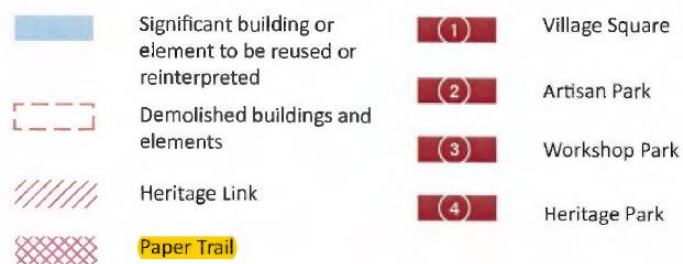 Significant building or
element to be reused or
reinterpreted
Demolished buildings and
elements
Heritage Link
Paper Trail
1 Village Square
2 Artisan Park
3 Workshop Park
4 Heritage Park